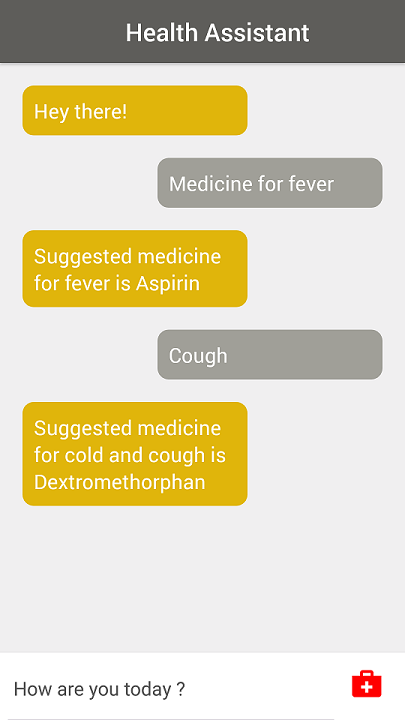 Health Assistant
Hey there!
Medicine for fever
Suggested medicine
for fever is Aspirin
Cough
Suggested medicine
for cold and cough is
Dextromethorphan
How are you today ?